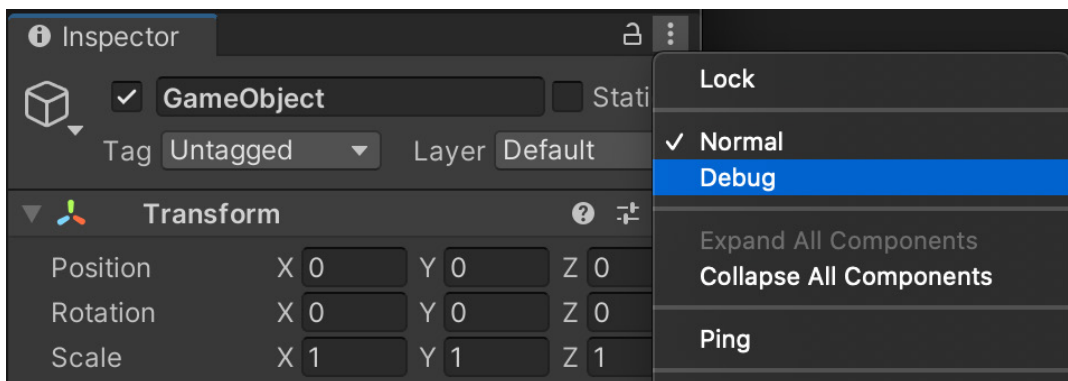 Inspector
GameObject
Stati
Tag Untagged Layer Default
Transform
Position X 0 Y 0 Z 0
Rotation X 0 Y 0 Z 0
Scale X 1 Y 1 Z 1
Lock
✓ Normal
Debug
Expand All Components
Collapse All Components
Ping